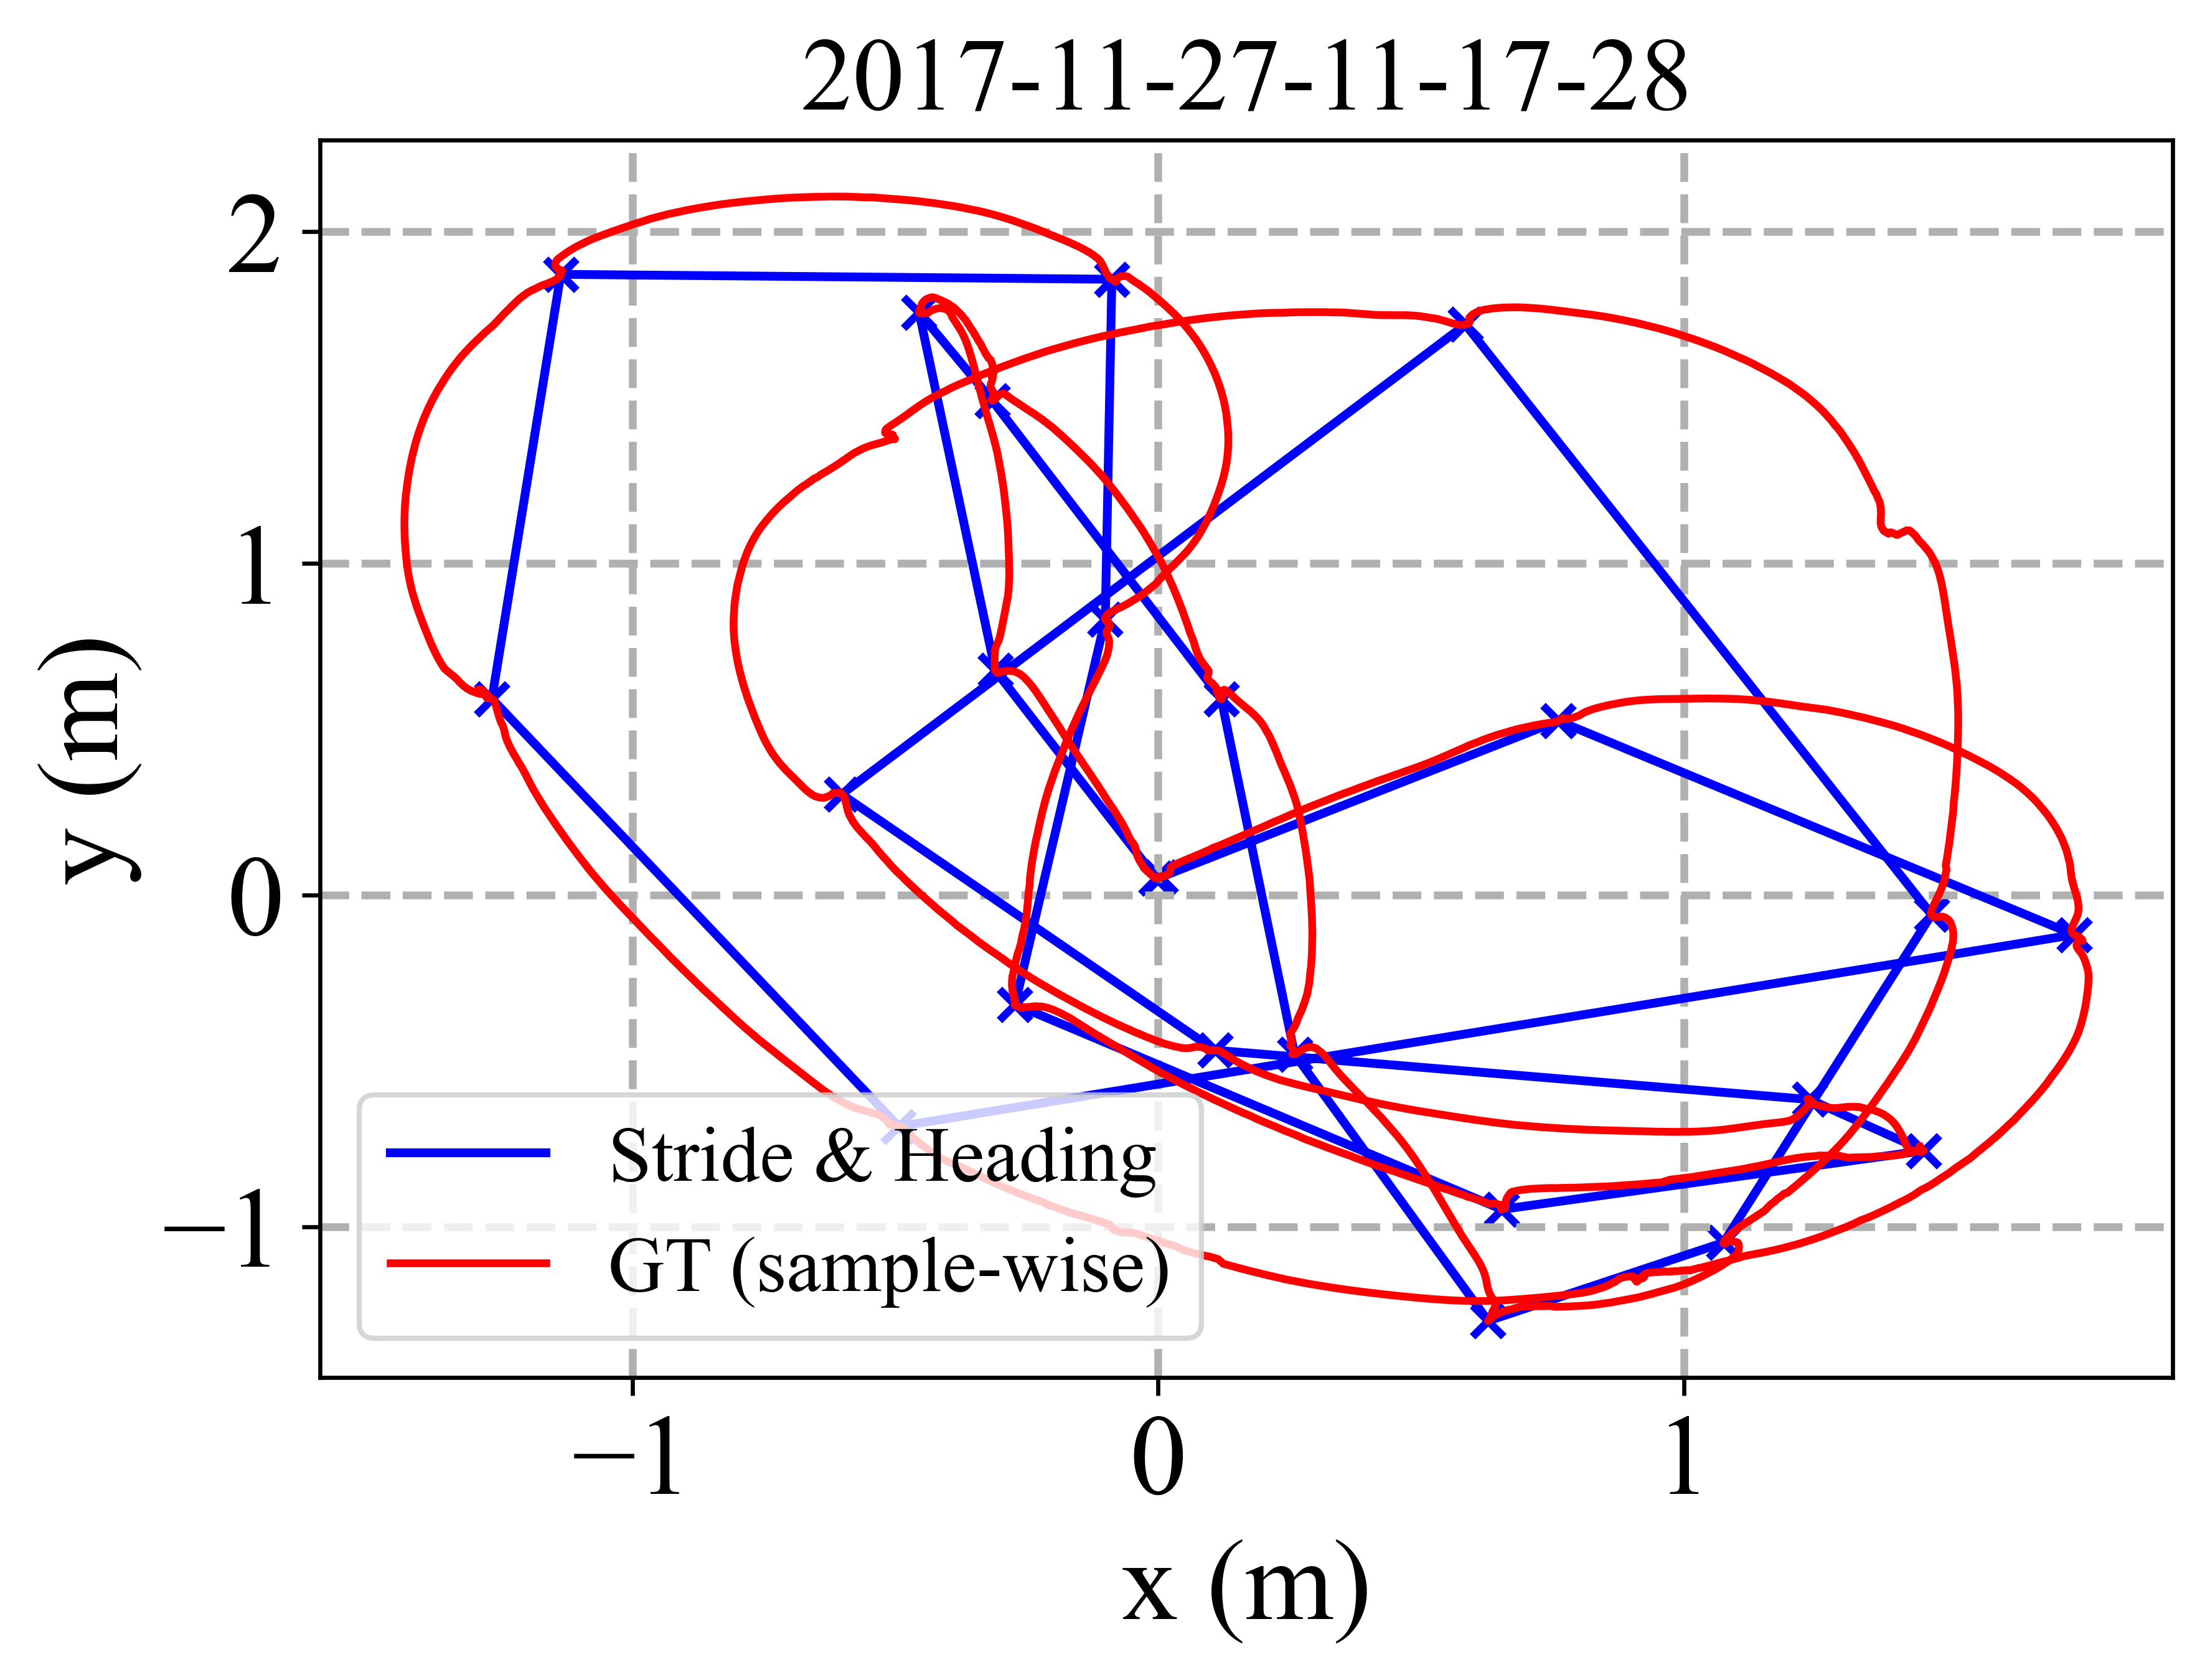 2017-11-27-11-17-28
y (m)
2
1
0
−1
Stride & Heading
GT (sample-wise)
−1 0 1
x (m)